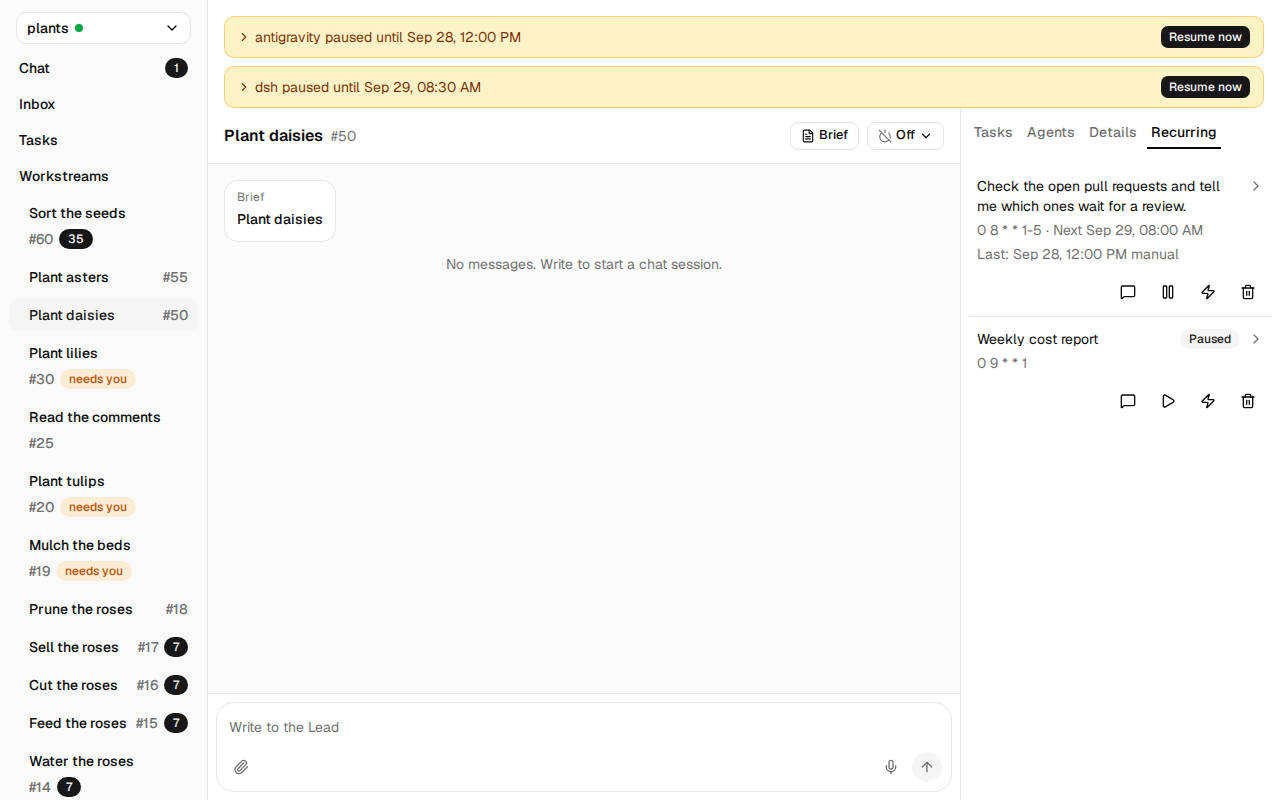 plants
Chat
1
Inbox
Tasks
Workstreams
Sort the seeds
#60 35
Plant asters #55
Plant daisies #50
Plant lilies
#30 needs you
Read the comments
#25
Plant tulips
#20 needs you
Mulch the beds
#19 needs you
Prune the roses #18
Sell the roses #17 7
Cut the roses #16 7
Feed the roses #15 7
Water the roses
#14 7
antigravity paused until Sep 28, 12:00 PM
Resume now
dsh paused until Sep 29, 08:30 AM
Resume now
Plant daisies #50
Brief
Off
Brief
Plant daisies
No messages. Write to start a chat session.
Write to the Lead
Tasks Agents Details Recurring
Check the open pull requests and tell
me which ones wait for a review.
0 8 * * 1-5 · Next Sep 29, 08:00 AM
Last: Sep 28, 12:00 PM manual
Weekly cost report Paused
0 9 * * 1